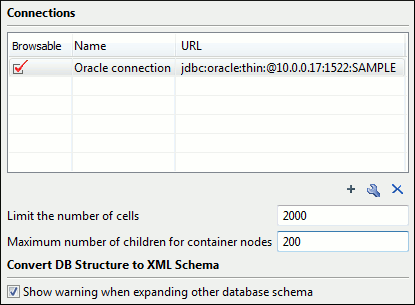 Connections
Browsable Name URL
Oracle connection jdbc:oracle:thin:@10.0.0.17:1522:SAMPLE
Limit the number of cells 2000
Maximum number of children for container nodes 200
Convert DB Structure to XML Schema
Show warning when expanding other database schema